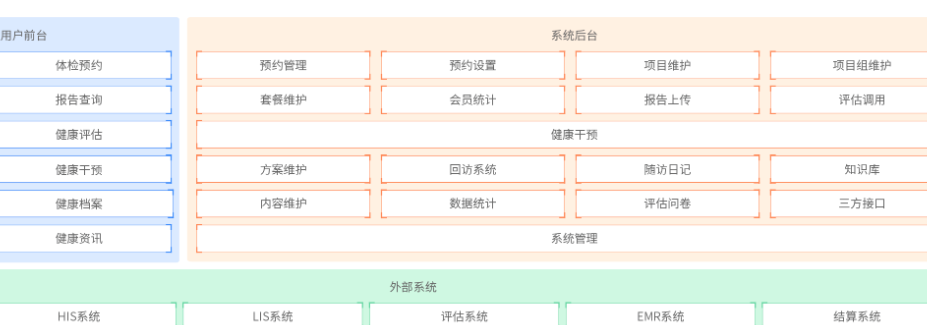 用户前台
体检预约
报告查询
健康评估
健康干预
健康档案
健康资讯
系统后台
预约管理 预约设置 项目维护 项目组维护
套餐维护 会员统计 报告上传 评估调用
健康干预
方案维护 回访系统 随访日记 知识库
内容维护 数据统计 评估问卷 三方接口
系统管理
外部系统
HIS系统 LIS系统 评估系统 EMR系统 结算系统